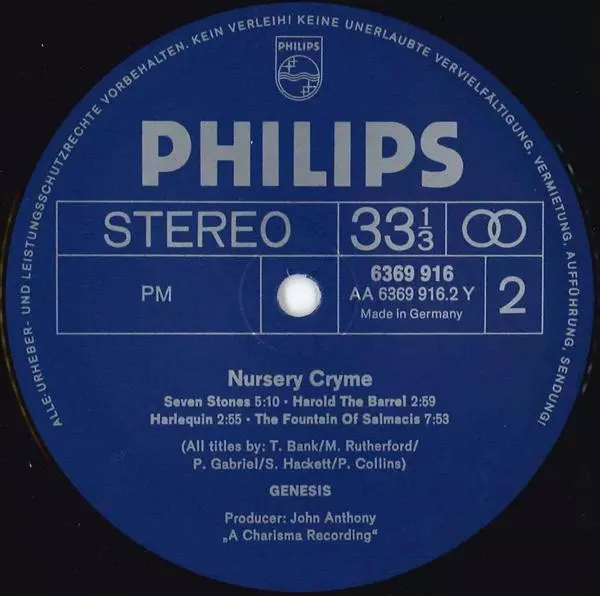 ALLE URHEBER- UND LEISTUNGSSCHUTZRECHTE VORBEHALTEN. KEIN VERLEIH! KEINE UNERLAUBTE VERVIELFÄLTIGUNG, VERMIETUNG, AUFFÜHRUNG, SENDUNG!
PHILIPS
PHILIPS
STEREO 33 1/3
PM
6369 916
AA 6369 916.2 Y
Made in Germany
2
Nursery Cryme
Seven Stones 5:10 · Harold The Barrel 2:59
Harlequin 2:55 · The Fountain Of Salmacis 7:53
(All titles by: T. Bank/M. Rutherford/
P. Gabriel/S. Hackett/P. Collins)
GENESIS
Producer: John Anthony
„A Charisma Recording“